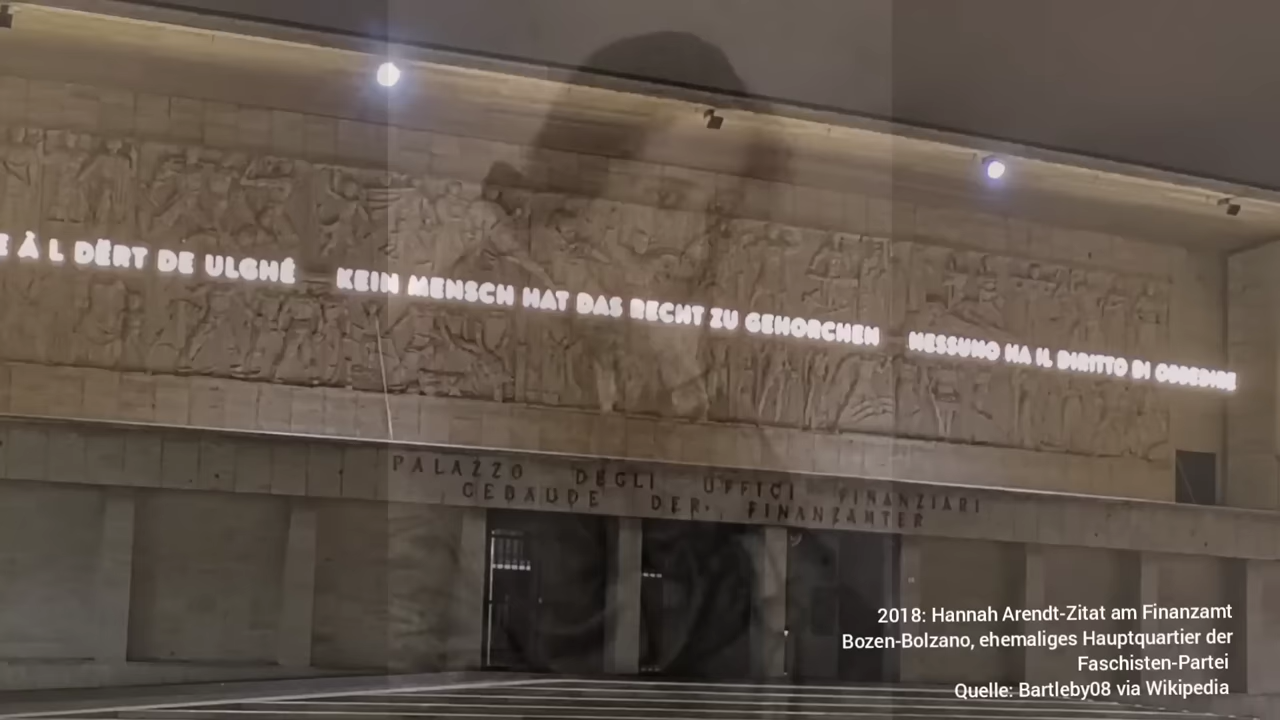 E À L DËRT DE ULGHÉ KEIN MENSCH HAT DAS RECHT ZU GEHORCHEN NESSUNO HA IL DIRITTO DI OBBEDIRE
PALAZZO DEGLI UFFICI FINANZIARI
GEBÄUDE DER FINANZÄMTER
2018: Hannah Arendt-Zitat am Finanzamt
Bozen-Bolzano, ehemaliges Hauptquartier der
Faschisten-Partei
Quelle: Bartleby08 via Wikipedia